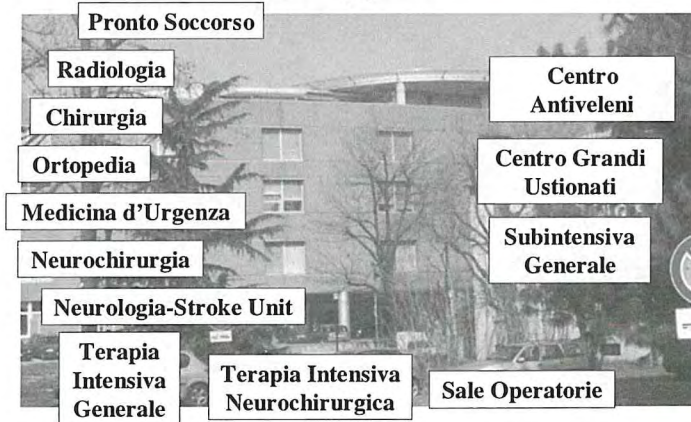 Pronto Soccorso
Radiologia
Chirurgia
Ortopedia
Medicina d'Urgenza
Neurochirurgia
Neurologia-Stroke Unit
Terapia
Intensiva
Generale
Terapia Intensiva
Neurochirurgica
Sale Operatorie
Centro
Antiveleni
Centro Grandi
Ustionati
Subintensiva
Generale